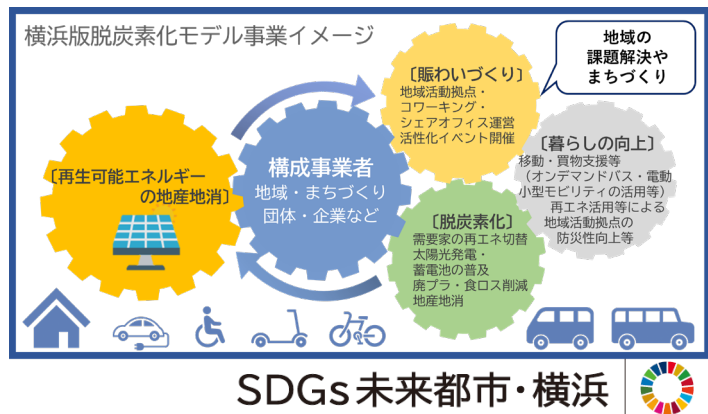 横浜版脱炭素化モデル事業イメージ
地域の
課題解決や
まちづくり
〔賑わいづくり〕
地域活動拠点・
コワーキング・
シェアオフィス運営
活性化イベント開催
〔再生可能エネルギー
の地産地消〕
構成事業者
地域・まちづくり
団体・企業など
〔暮らしの向上〕
移動・買物支援等
（オンデマンドバス・電動
小型モビリティの活用等）
再エネ活用等による
地域活動拠点の
防災性向上等
〔脱炭素化〕
需要家の再エネ切替
太陽光発電・
蓄電池の普及
廃プラ・食ロス削減
地産地消
SDGs未来都市・横浜